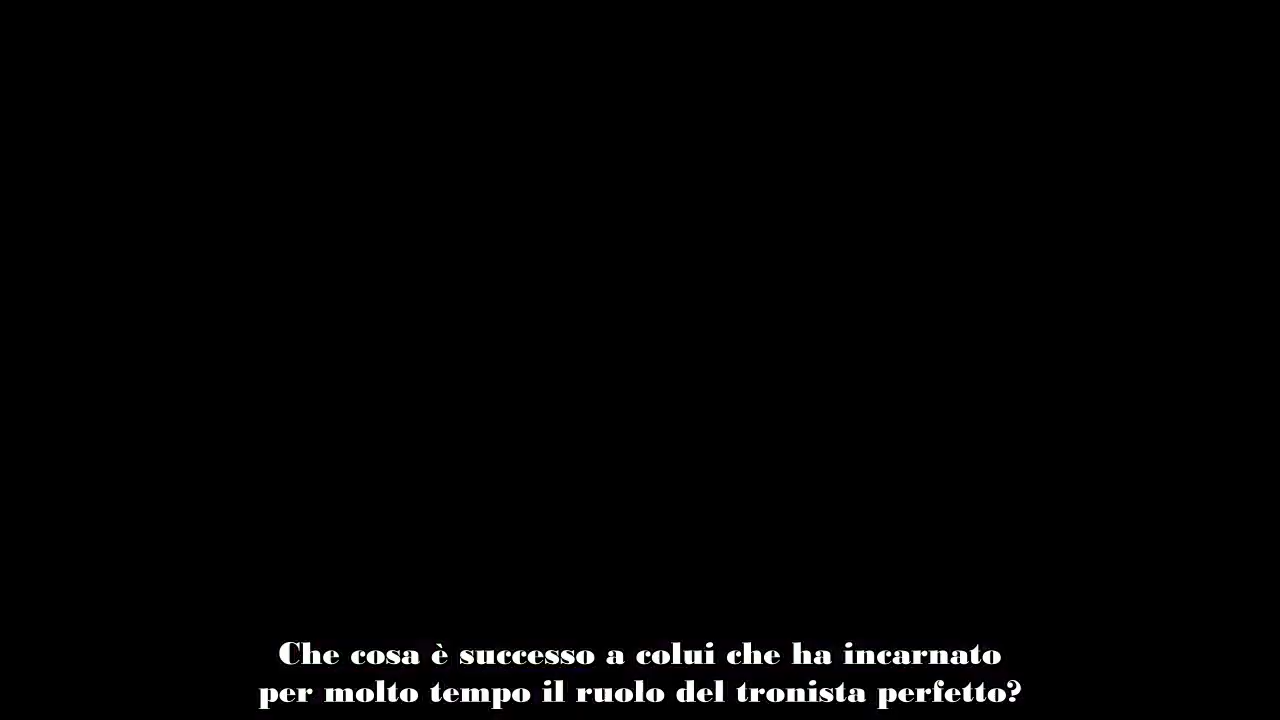 Che cosa è successo a colui che ha incarnato
per molto tempo il ruolo del tronista perfetto?